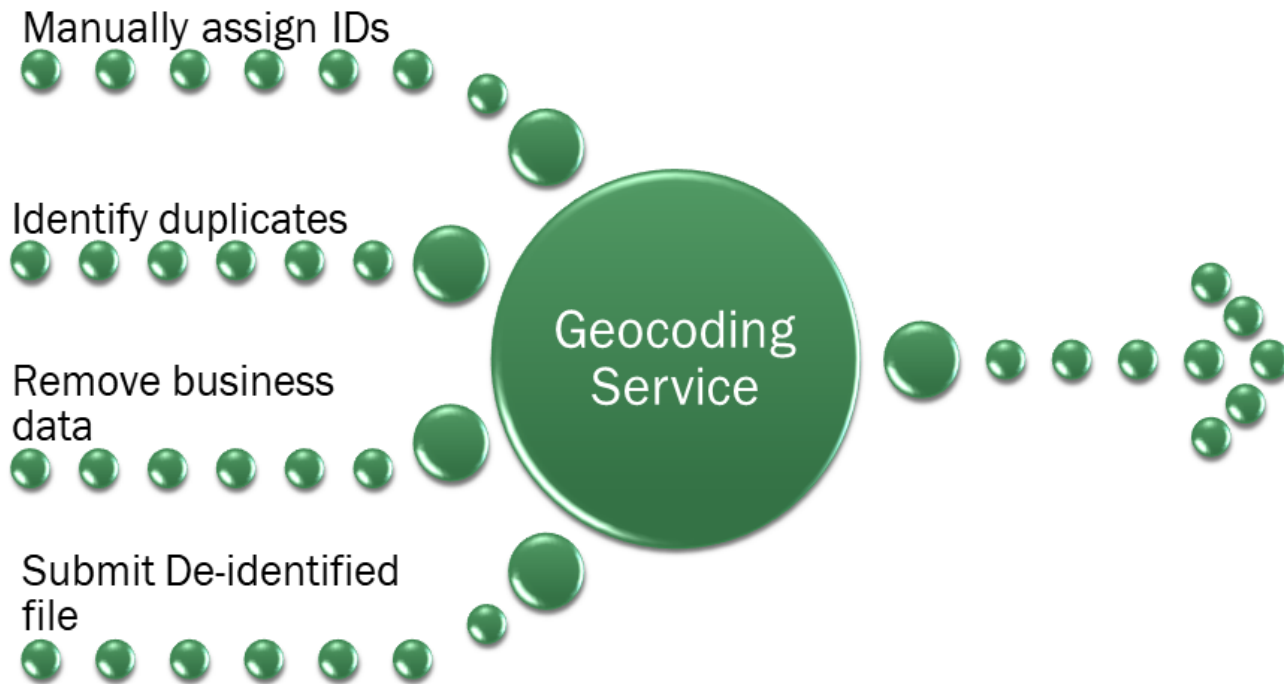 Manually assign IDs
Identify duplicates
Remove business
data
Submit De-identified
file
Geocoding
Service